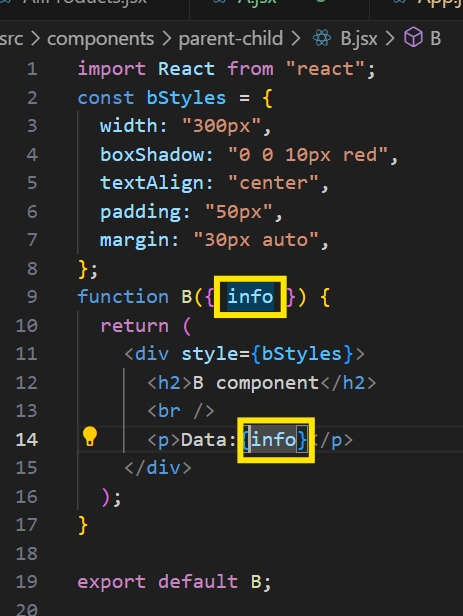 AllProducts.jsx A.jsx App.j
src > components > parent-child > B.jsx > B
1 import React from "react";
2 const bStyles = {
3 width: "300px",
4 boxShadow: "0 0 10px red",
5 textAlign: "center",
6 padding: "50px",
7 margin: "30px auto",
8 };
9 function B({ info }) {
10 return (
11 <div style={bStyles}>
12 <h2>B component</h2>
13 <br />
14 <p>Data:{info}</p>
15 </div>
16 );
17 }
18
19 export default B;
20